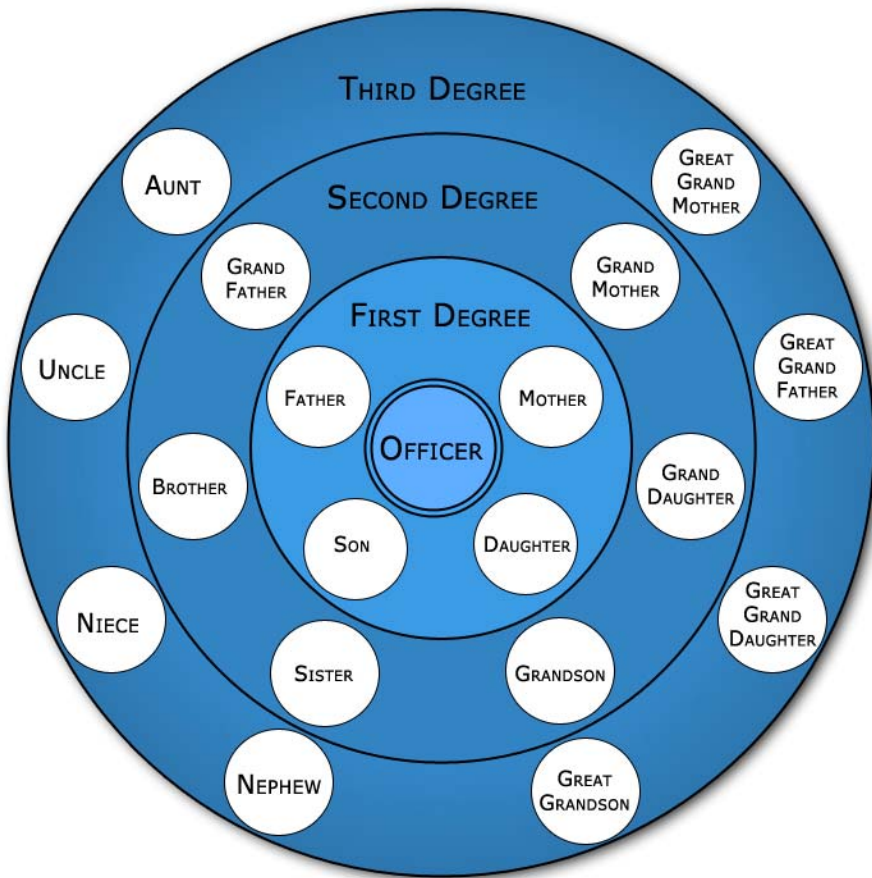 THIRD DEGREE
AUNT
GREAT
GRAND
MOTHER
SECOND DEGREE
GRAND
FATHER
GRAND
MOTHER
FIRST DEGREE
UNCLE
GREAT
GRAND
FATHER
FATHER
MOTHER
OFFICER
BROTHER
GRAND
DAUGHTER
SON
DAUGHTER
NIECE
GREAT
GRAND
DAUGHTER
SISTER
GRANDSON
NEPHEW
GREAT
GRANDSON